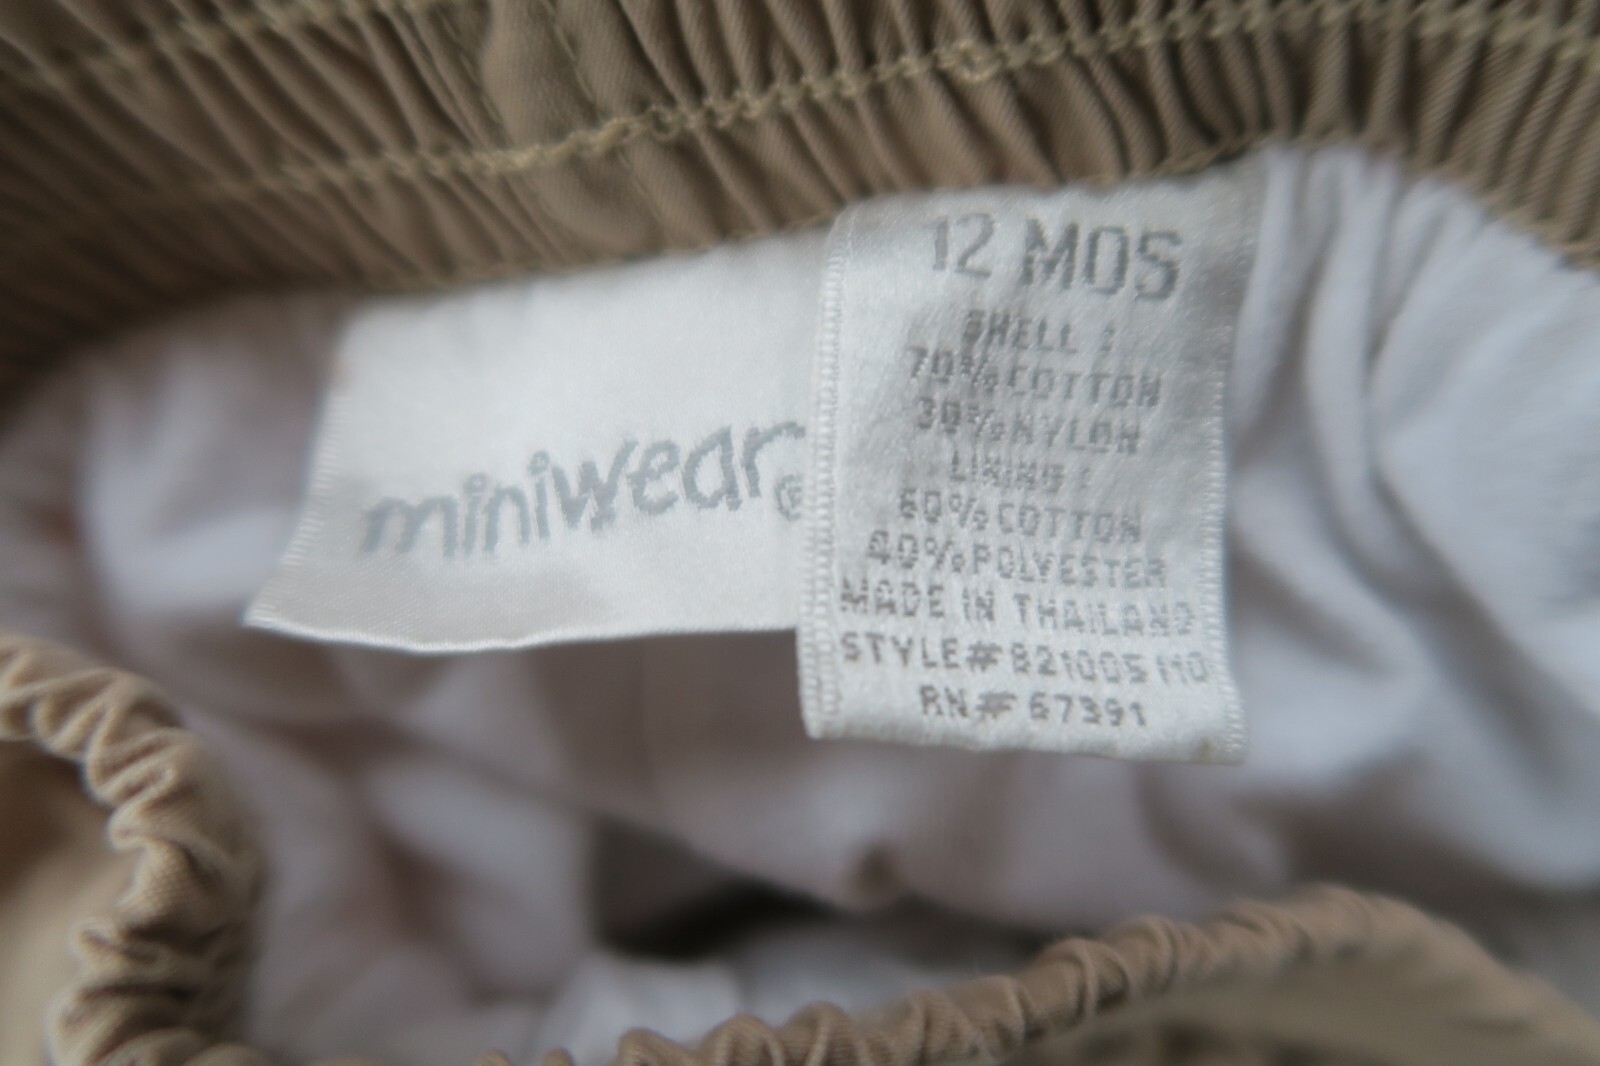 miniwear®
12 MOS
SHELL :
70% COTTON
30% NYLON
LINING :
60% COTTON
40% POLYESTER
MADE IN THAILAND
STYLE# 821005 110
RN# 67391